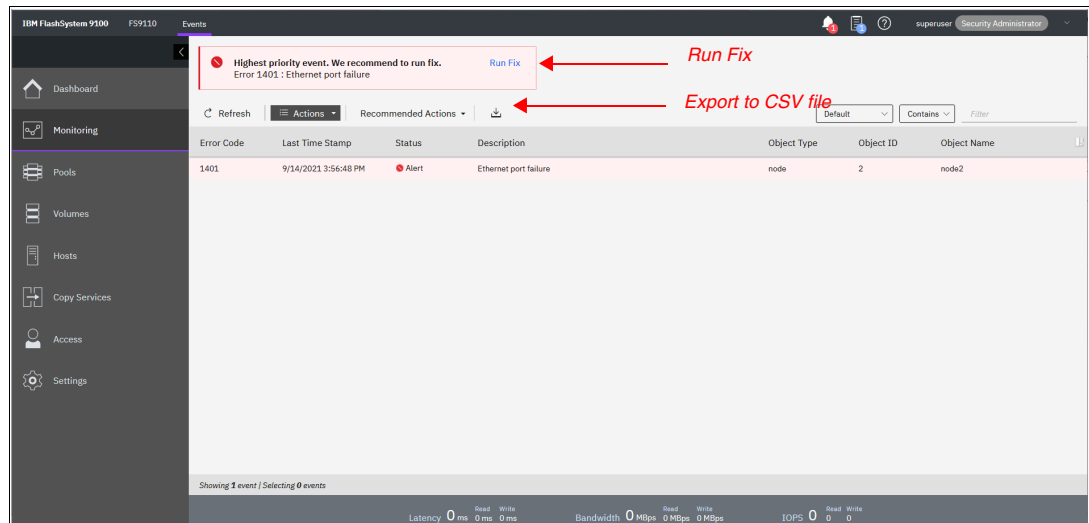 IBM FlashSystem 9100 FS9110 Events superuser Security Administrator
1 1
Highest priority event. We recommend to run fix. Run Fix
Error 1401 : Ethernet port failure
Run Fix
Dashboard
Refresh Actions Recommended Actions
Export to CSV file
Default Contains Filter
Monitoring
Error Code Last Time Stamp Status Description Object Type Object ID Object Name
1401 9/14/2021 3:56:48 PM Alert Ethernet port failure node 2 node2
Pools
Volumes
Hosts
Copy Services
Access
Settings
Showing 1 event | Selecting 0 events
Read Write Read Write Read Write
Latency 0 ms 0 ms 0 ms Bandwidth 0 MBps 0 MBps 0 MBps IOPS 0 0 0